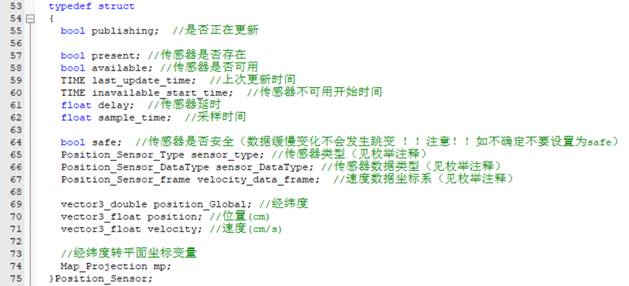 53 typedef struct
54 {
55 bool publishing; //是否正在更新
56
57 bool present; //传感器是否存在
58 bool available; //传感器是否可用
59 TIME last_update_time; //上次更新时间
60 TIME inavailable_start_time; //传感器不可用开始时间
61 float delay; //传感器延时
62 float sample_time; //采样时间
63
64 bool safe; //传感器是否安全（数据缓慢变化不会发生跳变 ！！注意！！如不确定不要设置为safe）
65 Position_Sensor_Type sensor_type; //传感器类型（见枚举注释）
66 Position_Sensor_DataType sensor_DataType; //传感器数据类型（见枚举注释）
67 Position_Sensor_frame velocity_data_frame; //速度数据坐标系（见枚举注释）
68
69 vector3_double position_Global; //经纬度
70 vector3_float position; //位置(cm)
71 vector3_float velocity; //速度(cm/s)
72
73 //经纬度转平面坐标变量
74 Map_Projection mp;
75 }Position_Sensor;